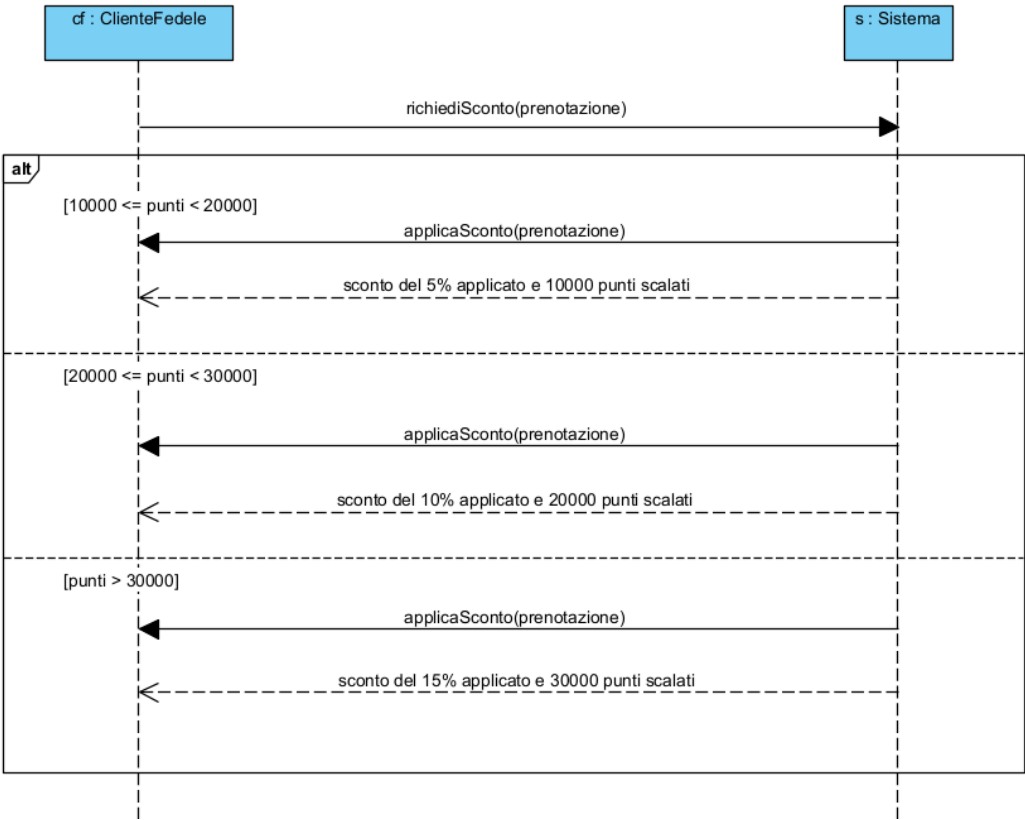 cf : ClienteFedele
s : Sistema
richiediSconto(prenotazione)
alt
[10000 <= punti < 20000]
applicaSconto(prenotazione)
sconto del 5% applicato e 10000 punti scalati
[20000 <= punti < 30000]
applicaSconto(prenotazione)
sconto del 10% applicato e 20000 punti scalati
[punti > 30000]
applicaSconto(prenotazione)
sconto del 15% applicato e 30000 punti scalati